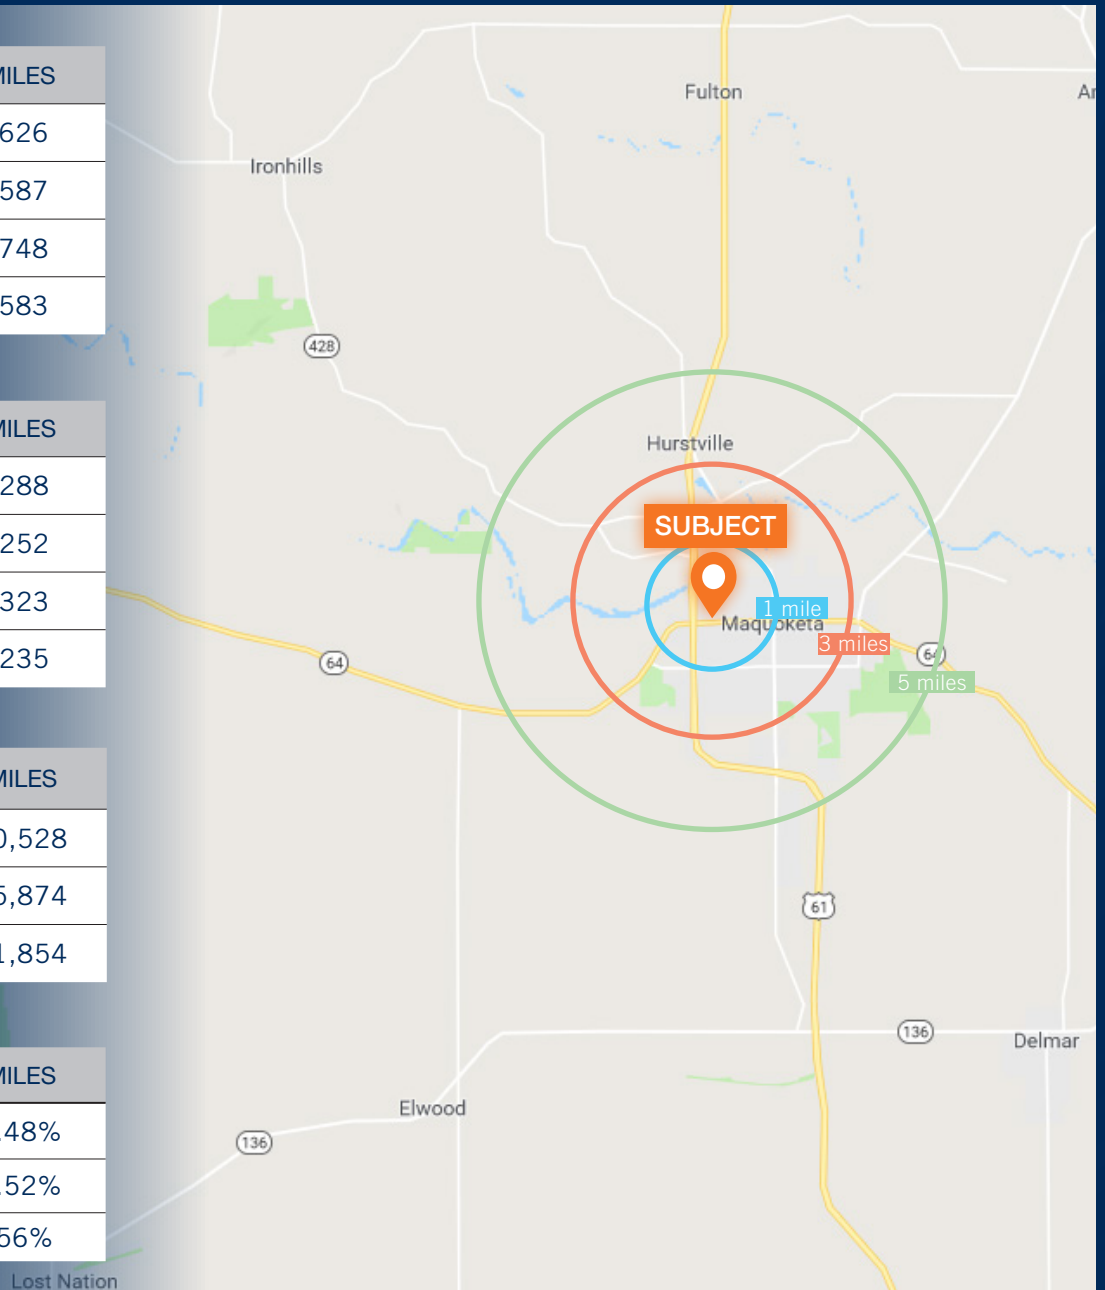 MILES
626
587
748
583
MILES
288
252
323
235
MILES
0,528
5,874
1,854
MILES
.48%
.52%
56%
Fulton
Ironhills
428
Hurstville
SUBJECT
1 mile
Maquoketa
3 miles
64
5 miles
64
61
136
Delmar
Elwood
136
Lost Nation